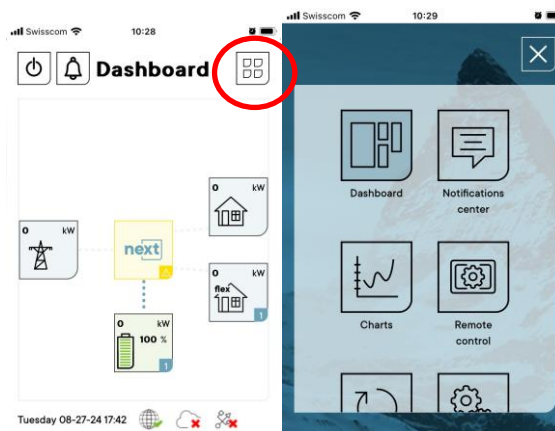 Swisscom
10:28
Dashboard
0 kW
0 kW
next
0 kW
flex
1
0 kW
100 %
1
Tuesday 08-27-24 17:42
Swisscom
10:29
Dashboard
Notifications
center
Charts
Remote
control